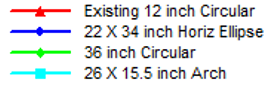 Existing 12 inch Circular
22 X 34 inch Horiz Ellipse
36 inch Circular
26 X 15.5 inch Arch